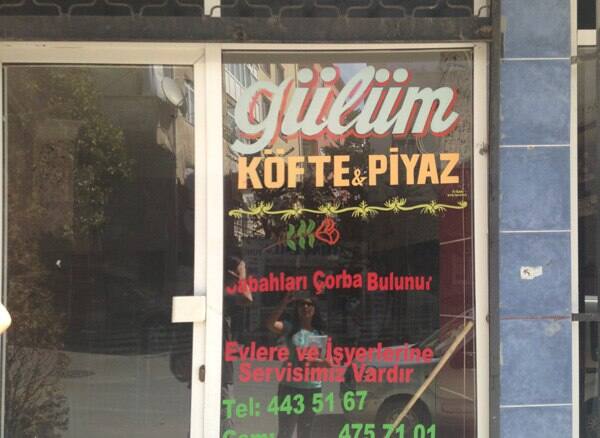 gülüm
KÖFTE & PİYAZ
Sabahları Çorba Bulunur
Evlere ve İşyerlerine
Servisimiz Vardır
Tel: 443 51 67
475 71 01